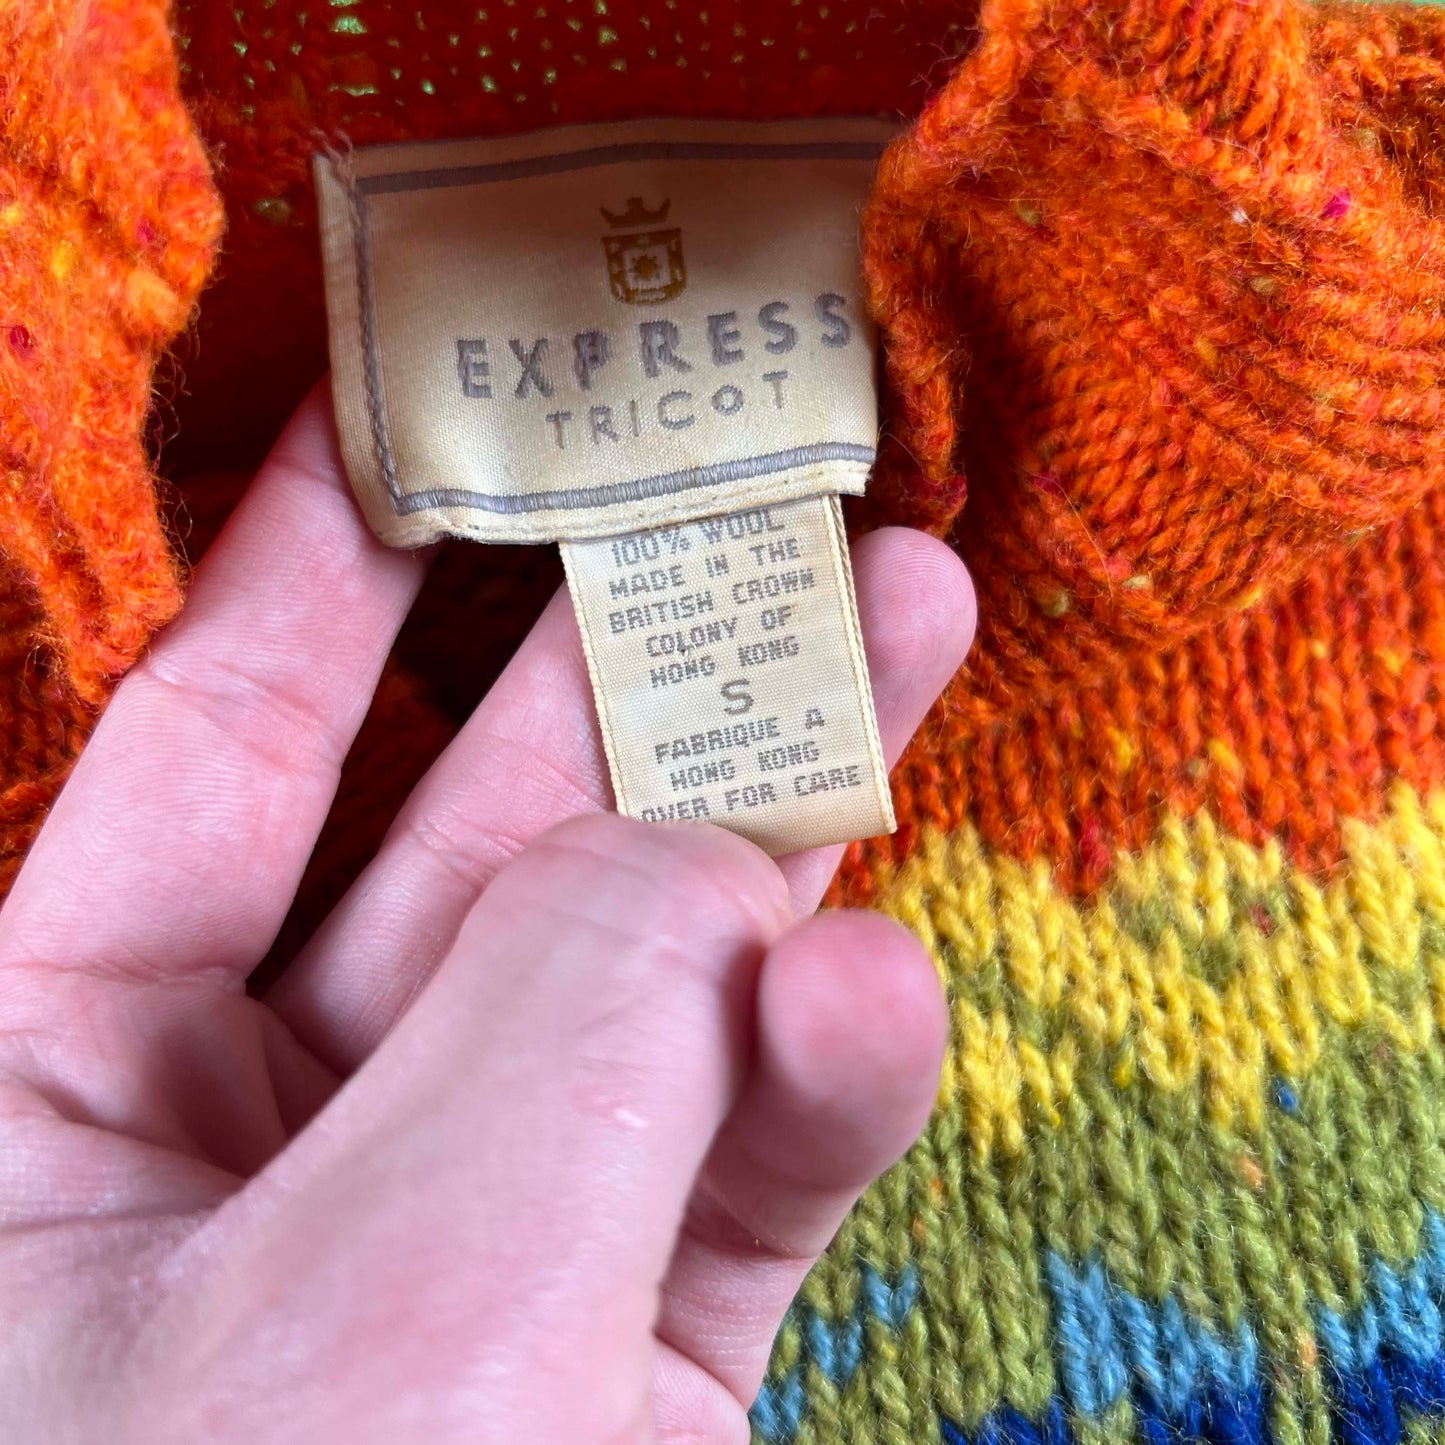 EXPRESS
TRICOT
100% WOOL
MADE IN THE
BRITISH CROWN
COLONY OF
HONG KONG
S
FABRIQUE A
HONG KONG
OVER FOR CARE